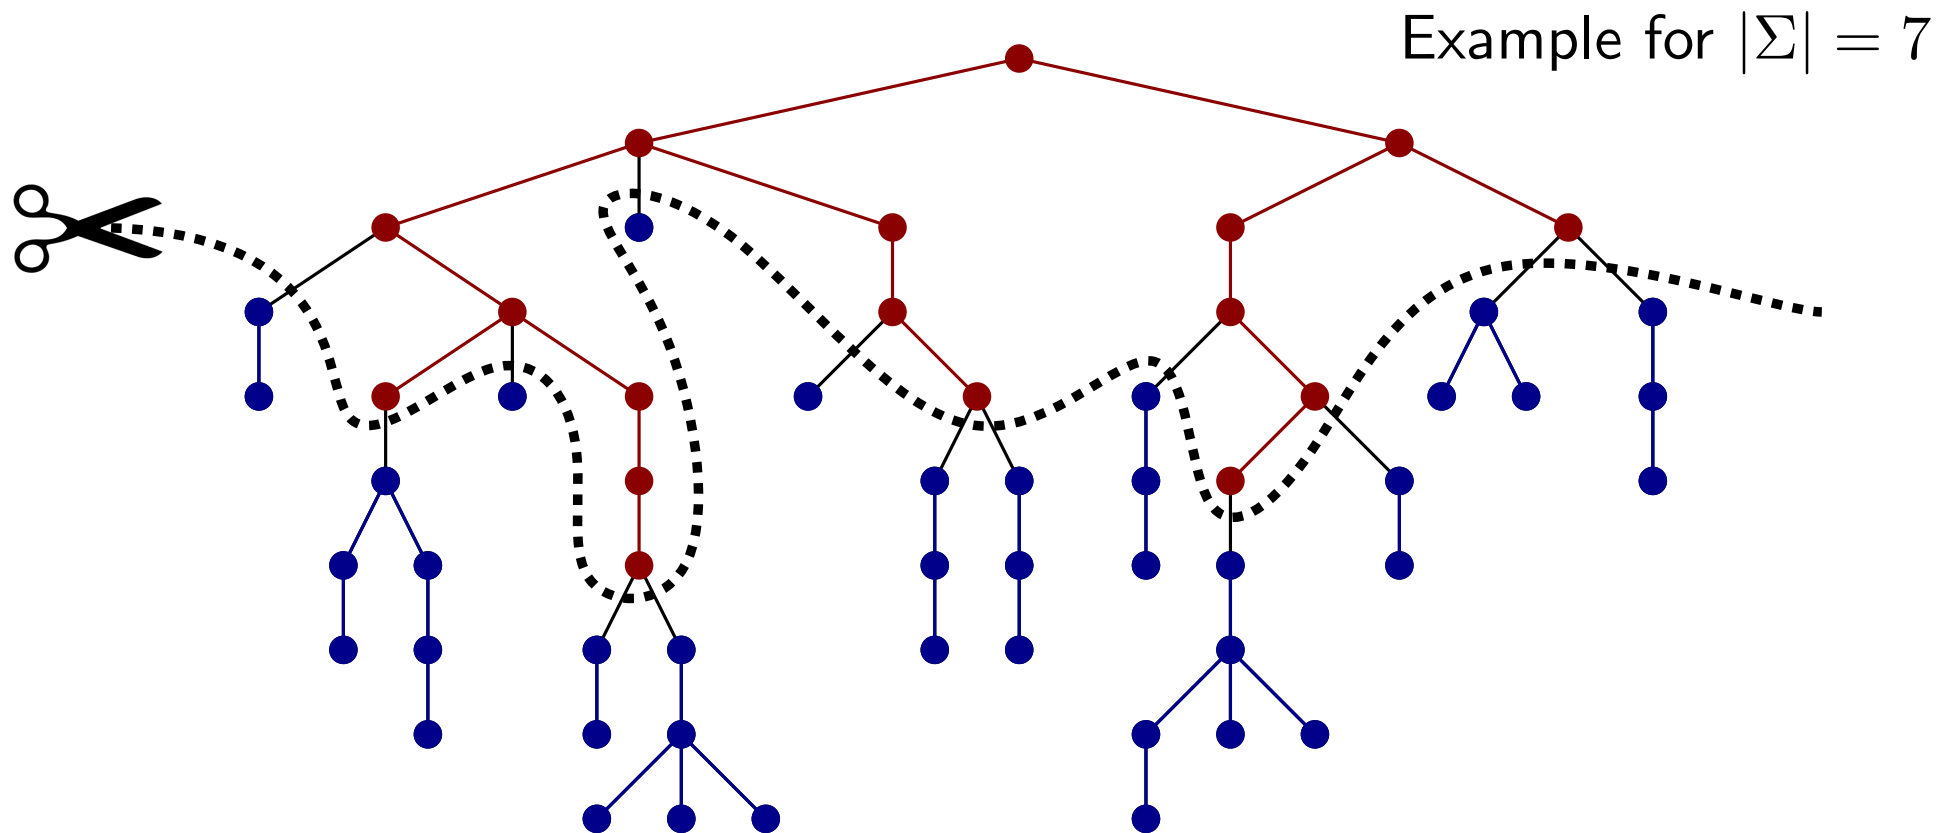 Example for |Σ| = 7